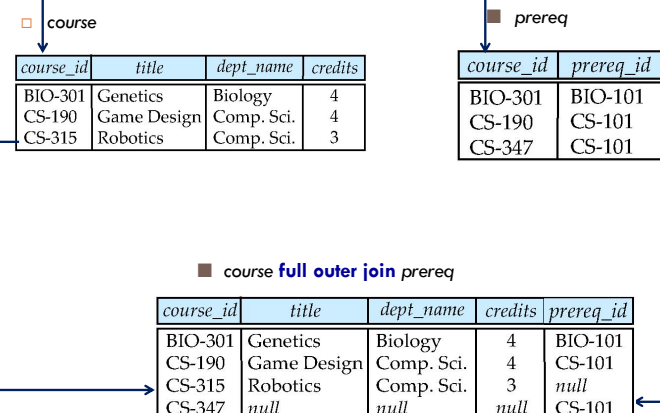 course
prereq
course_id title dept_name credits
BIO-301 Genetics Biology 4
CS-190 Game Design Comp. Sci. 4
CS-315 Robotics Comp. Sci. 3
course_id prereq_id
BIO-301 BIO-101
CS-190 CS-101
CS-347 CS-101
course full outer join prereq
course_id title dept_name credits prereq_id
BIO-301 Genetics Biology 4 BIO-101
CS-190 Game Design Comp. Sci. 4 CS-101
CS-315 Robotics Comp. Sci. 3 null
CS-347 null null null CS-101